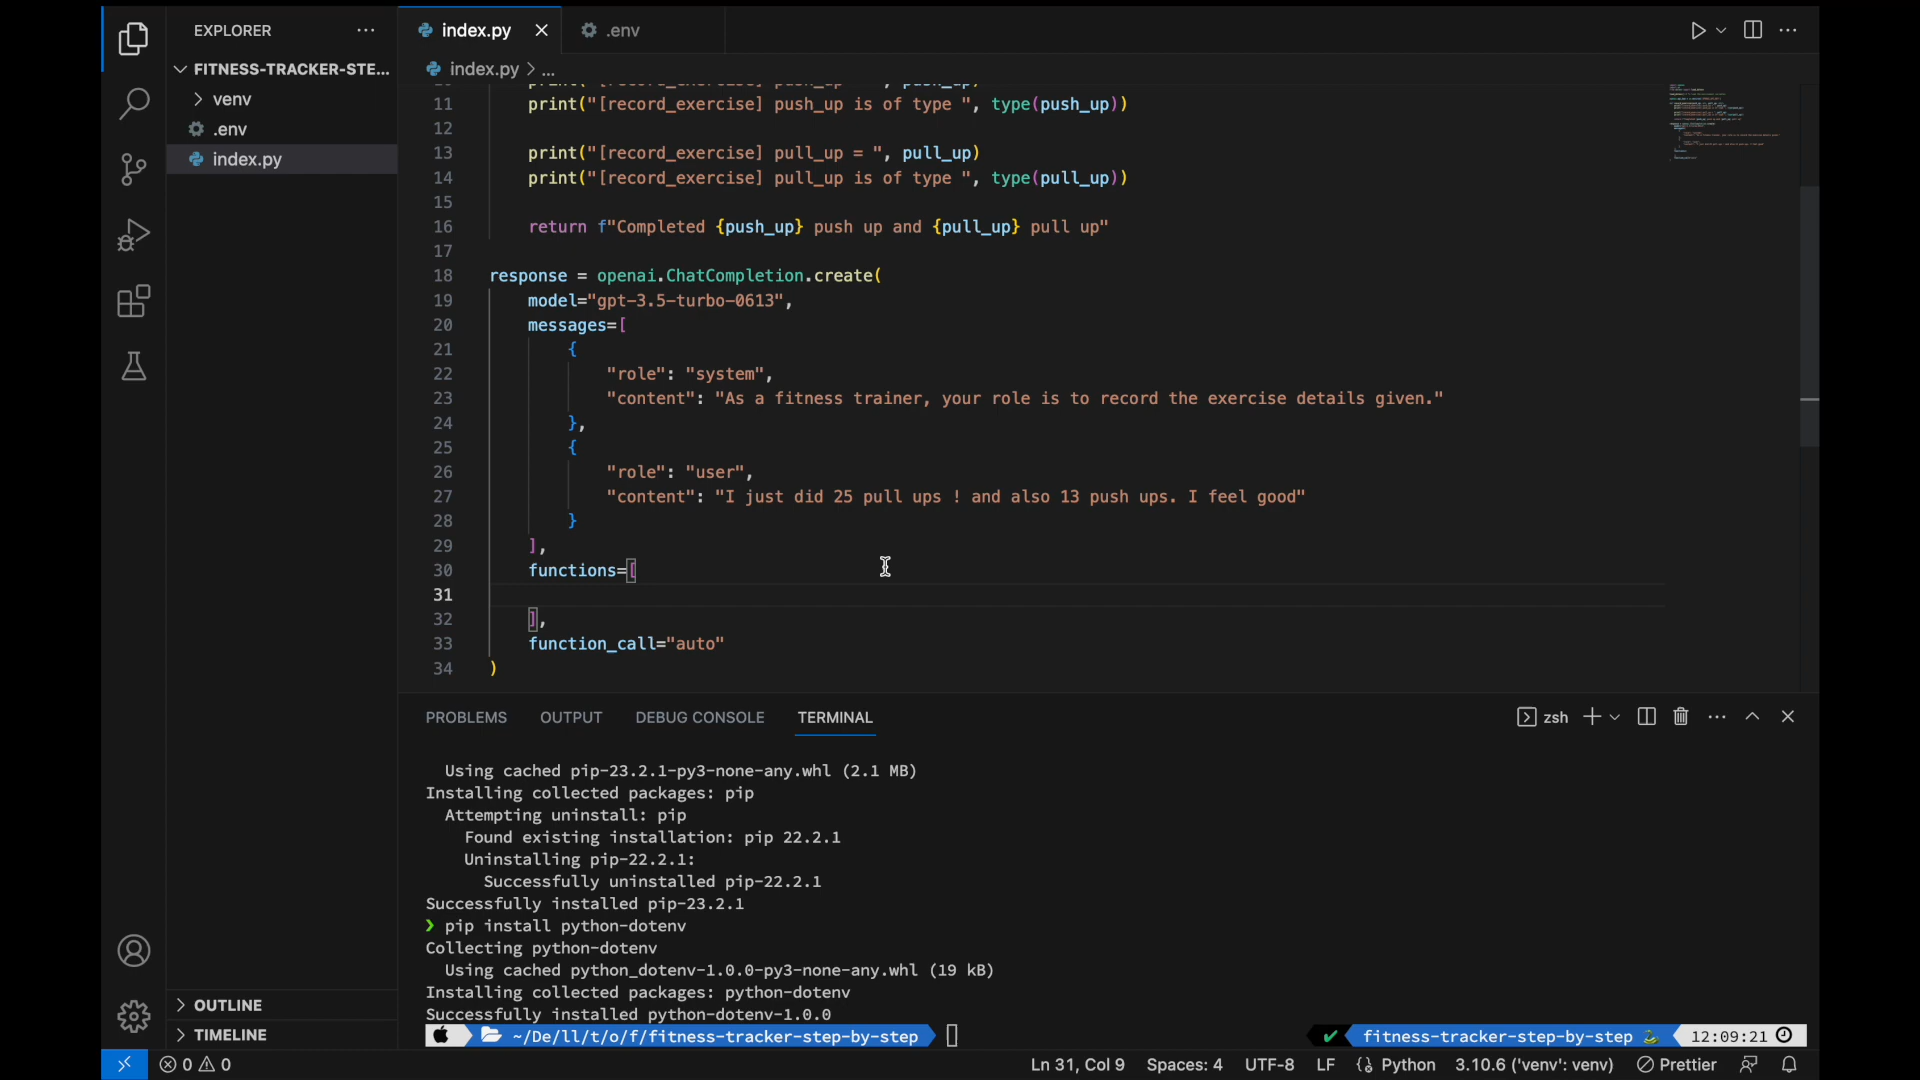 EXPLORER
FITNESS-TRACKER-STE...
venv
.env
index.py
OUTLINE
TIMELINE
index.py
.env
index.py > ...
11 print("[record_exercise] push_up is of type ", type(push_up))
12
13 print("[record_exercise] pull_up = ", pull_up)
14 print("[record_exercise] pull_up is of type ", type(pull_up))
15
16 return f"Completed {push_up} push up and {pull_up} pull up"
17
18 response = openai.ChatCompletion.create(
19 model="gpt-3.5-turbo-0613",
20 messages=[
21 {
22 "role": "system",
23 "content": "As a fitness trainer, your role is to record the exercise details given."
24 },
25 {
26 "role": "user",
27 "content": "I just did 25 pull ups ! and also 13 push ups. I feel good"
28 }
29 ],
30 functions=[
31
32 ],
33 function_call="auto"
34 )
PROBLEMS OUTPUT DEBUG CONSOLE TERMINAL
zsh
Using cached pip-23.2.1-py3-none-any.whl (2.1 MB)
Installing collected packages: pip
Attempting uninstall: pip
Found existing installation: pip 22.2.1
Uninstalling pip-22.2.1:
Successfully uninstalled pip-22.2.1
Successfully installed pip-23.2.1
❯ pip install python-dotenv
Collecting python-dotenv
Using cached python_dotenv-1.0.0-py3-none-any.whl (19 kB)
Installing collected packages: python-dotenv
Successfully installed python-dotenv-1.0.0
~/De/ll/t/o/f/fitness-tracker-step-by-step ✔ fitness-tracker-step-by-step 12:09:21
0 0 Ln 31, Col 9 Spaces: 4 UTF-8 LF {} Python 3.10.6 ('venv': venv) Prettier